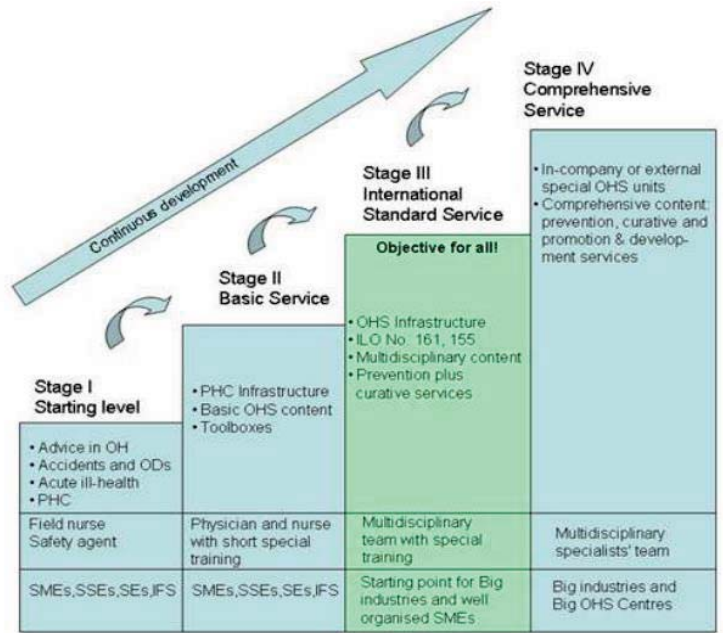 Continuous development
Stage I
Starting level
• Advice in OH
• Accidents and ODs
• Acute ill-health
• PHC
Field nurse
Safety agent
SMEs,SSEs,SEs,IFS
Stage II
Basic Service
• PHC Infrastructure
• Basic OHS content
• Toolboxes
Physician and nurse
with short special
training
SMEs,SSEs,SEs,IFS
Stage III
International
Standard Service
Objective for all!
• OHS Infrastructure
• ILO No. 161, 155
• Multidisciplinary content
• Prevention plus
curative services
Multidisciplinary
team with special
training
Starting point for Big
industries and well
organised SMEs
Stage IV
Comprehensive
Service
• In-company or external
special OHS units
• Comprehensive content:
prevention, curative and
promotion & develop-
ment services
Multidisciplinary
specialists' team
Big industries and
Big OHS Centres